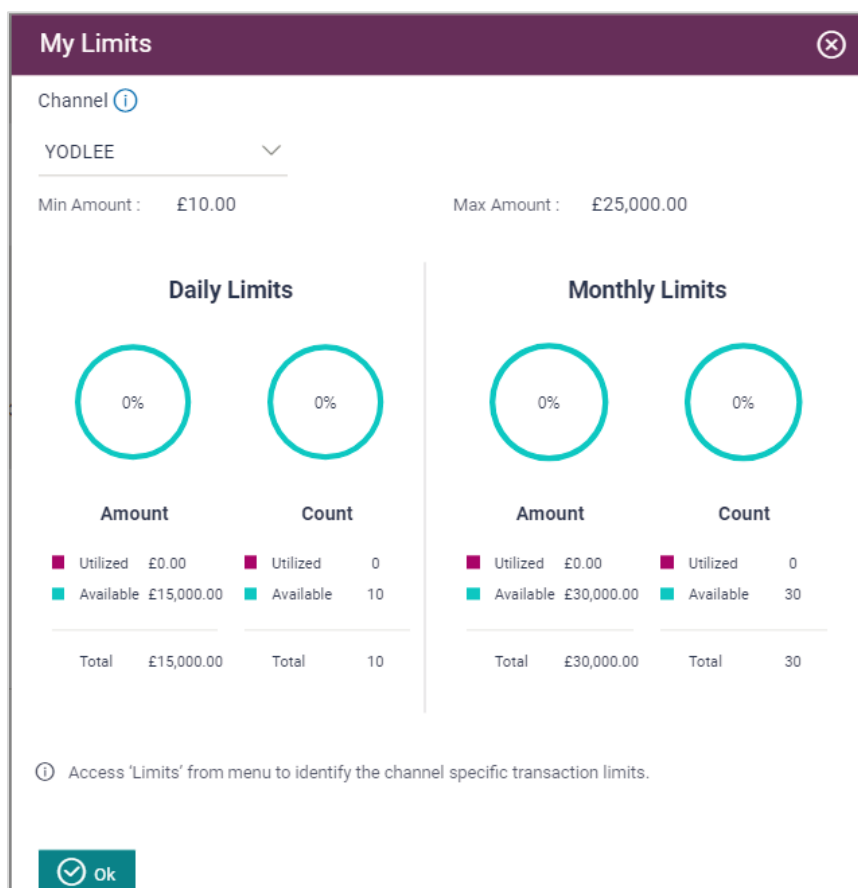 My Limits
Channel
YODLEE
Min Amount : £10.00 Max Amount : £25,000.00
Daily Limits Monthly Limits
0% 0% 0% 0%
Amount Count Amount Count
Utilized £0.00 Utilized 0 Utilized £0.00 Utilized 0
Available £15,000.00 Available 10 Available £30,000.00 Available 30
Total £15,000.00 Total 10 Total £30,000.00 Total 30
Access ‘Limits’ from menu to identify the channel specific transaction limits.
Ok